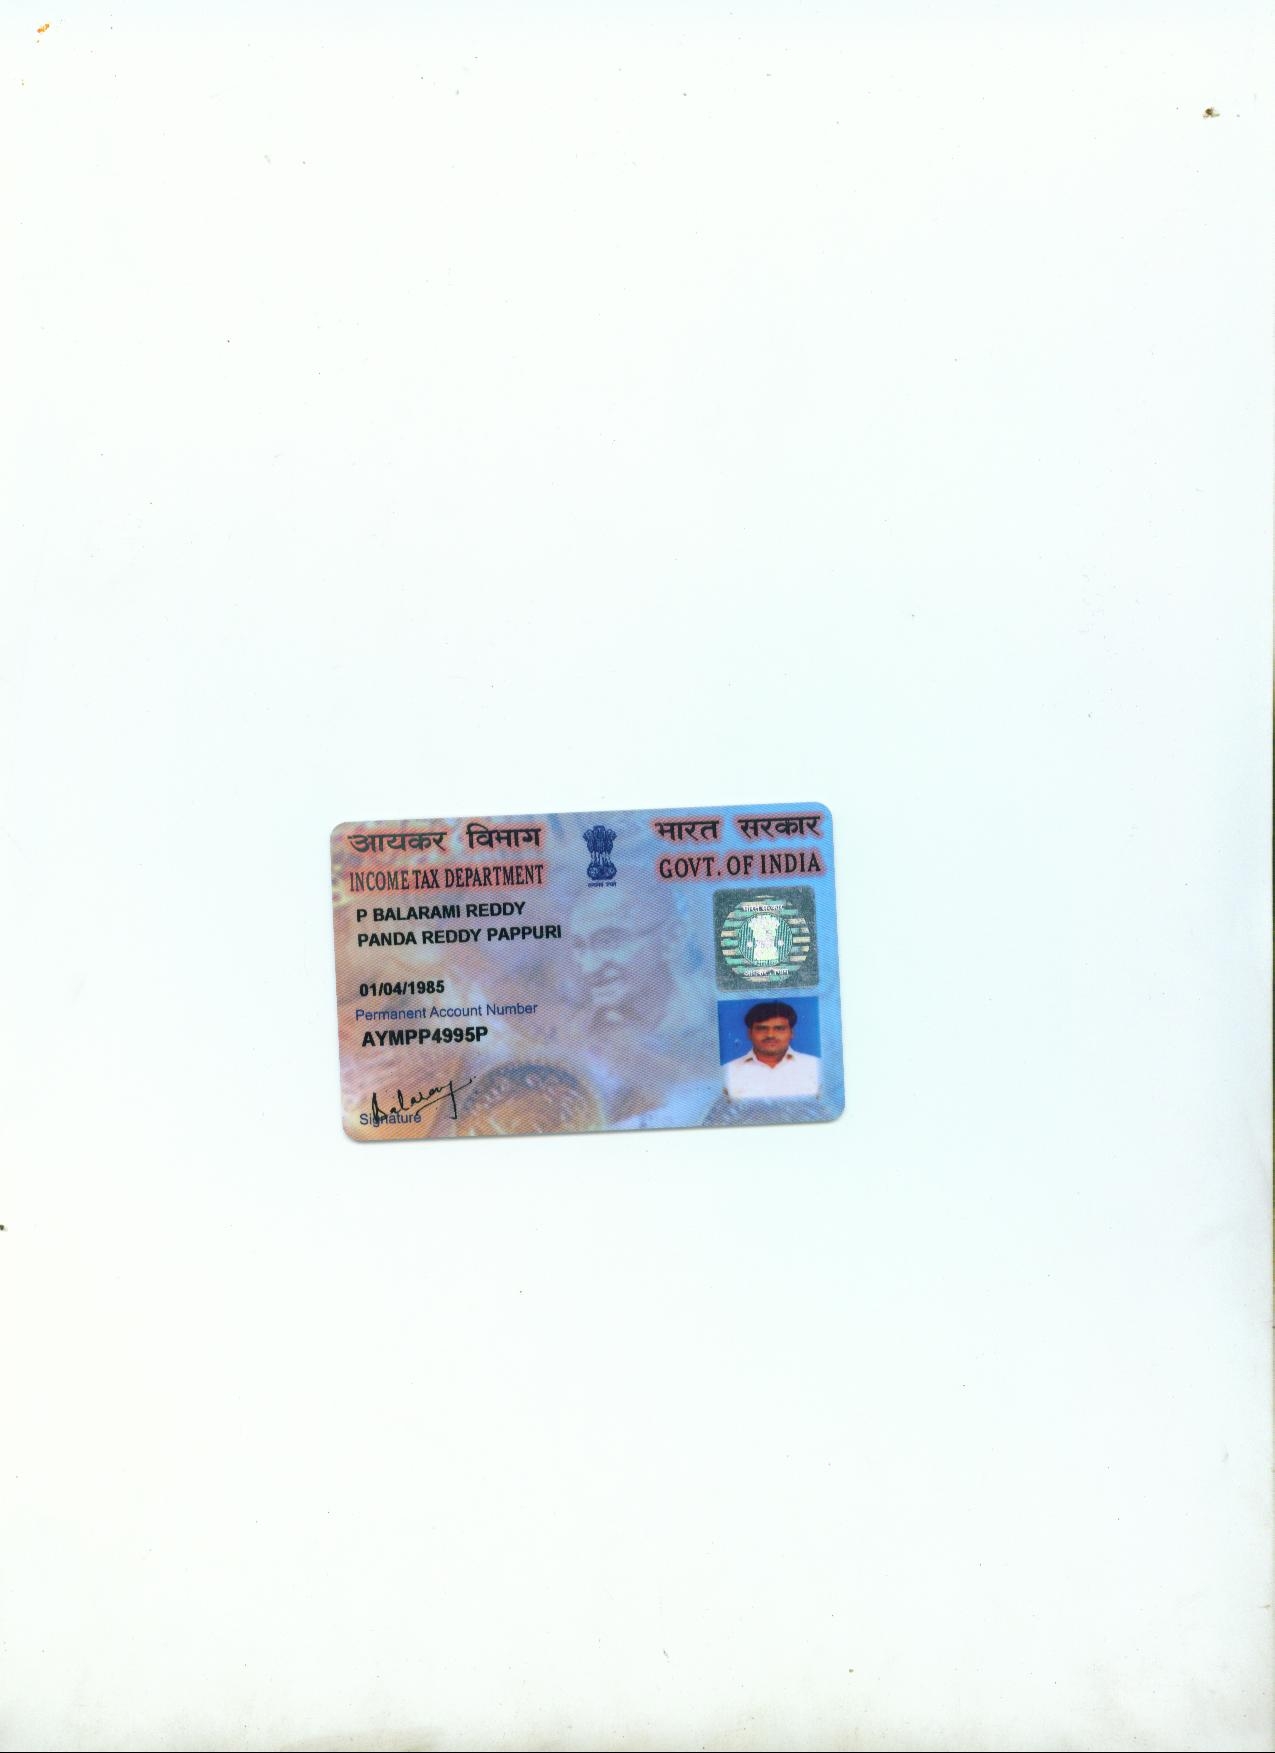 आयकर विभाग
INCOME TAX DEPARTMENT
भारत सरकार
GOVT. OF INDIA
P BALARAMI REDDY
PANDA REDDY PAPPURI
01/04/1985
Permanent Account Number
AYMPP4995P
Signature